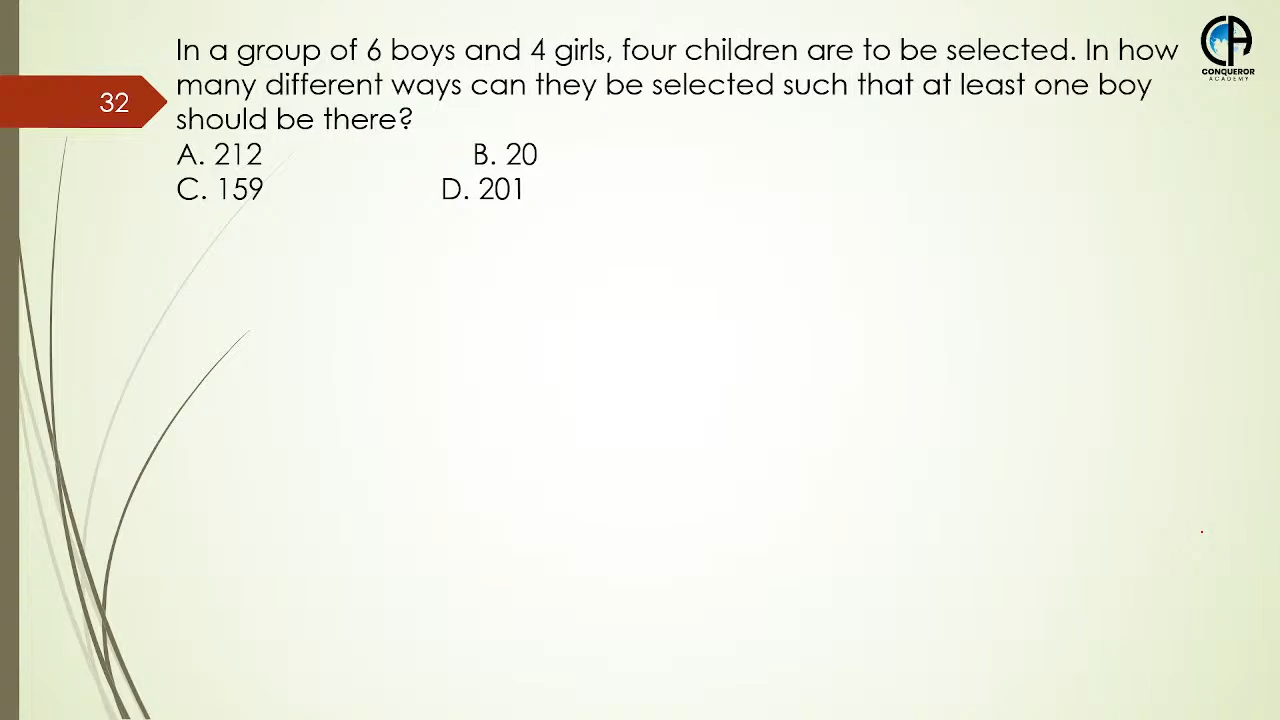 In a group of 6 boys and 4 girls, four children are to be selected. In how
many different ways can they be selected such that at least one boy
should be there?
A. 212 B. 20
C. 159 D. 201
32
CONQUEROR
ACADEMY